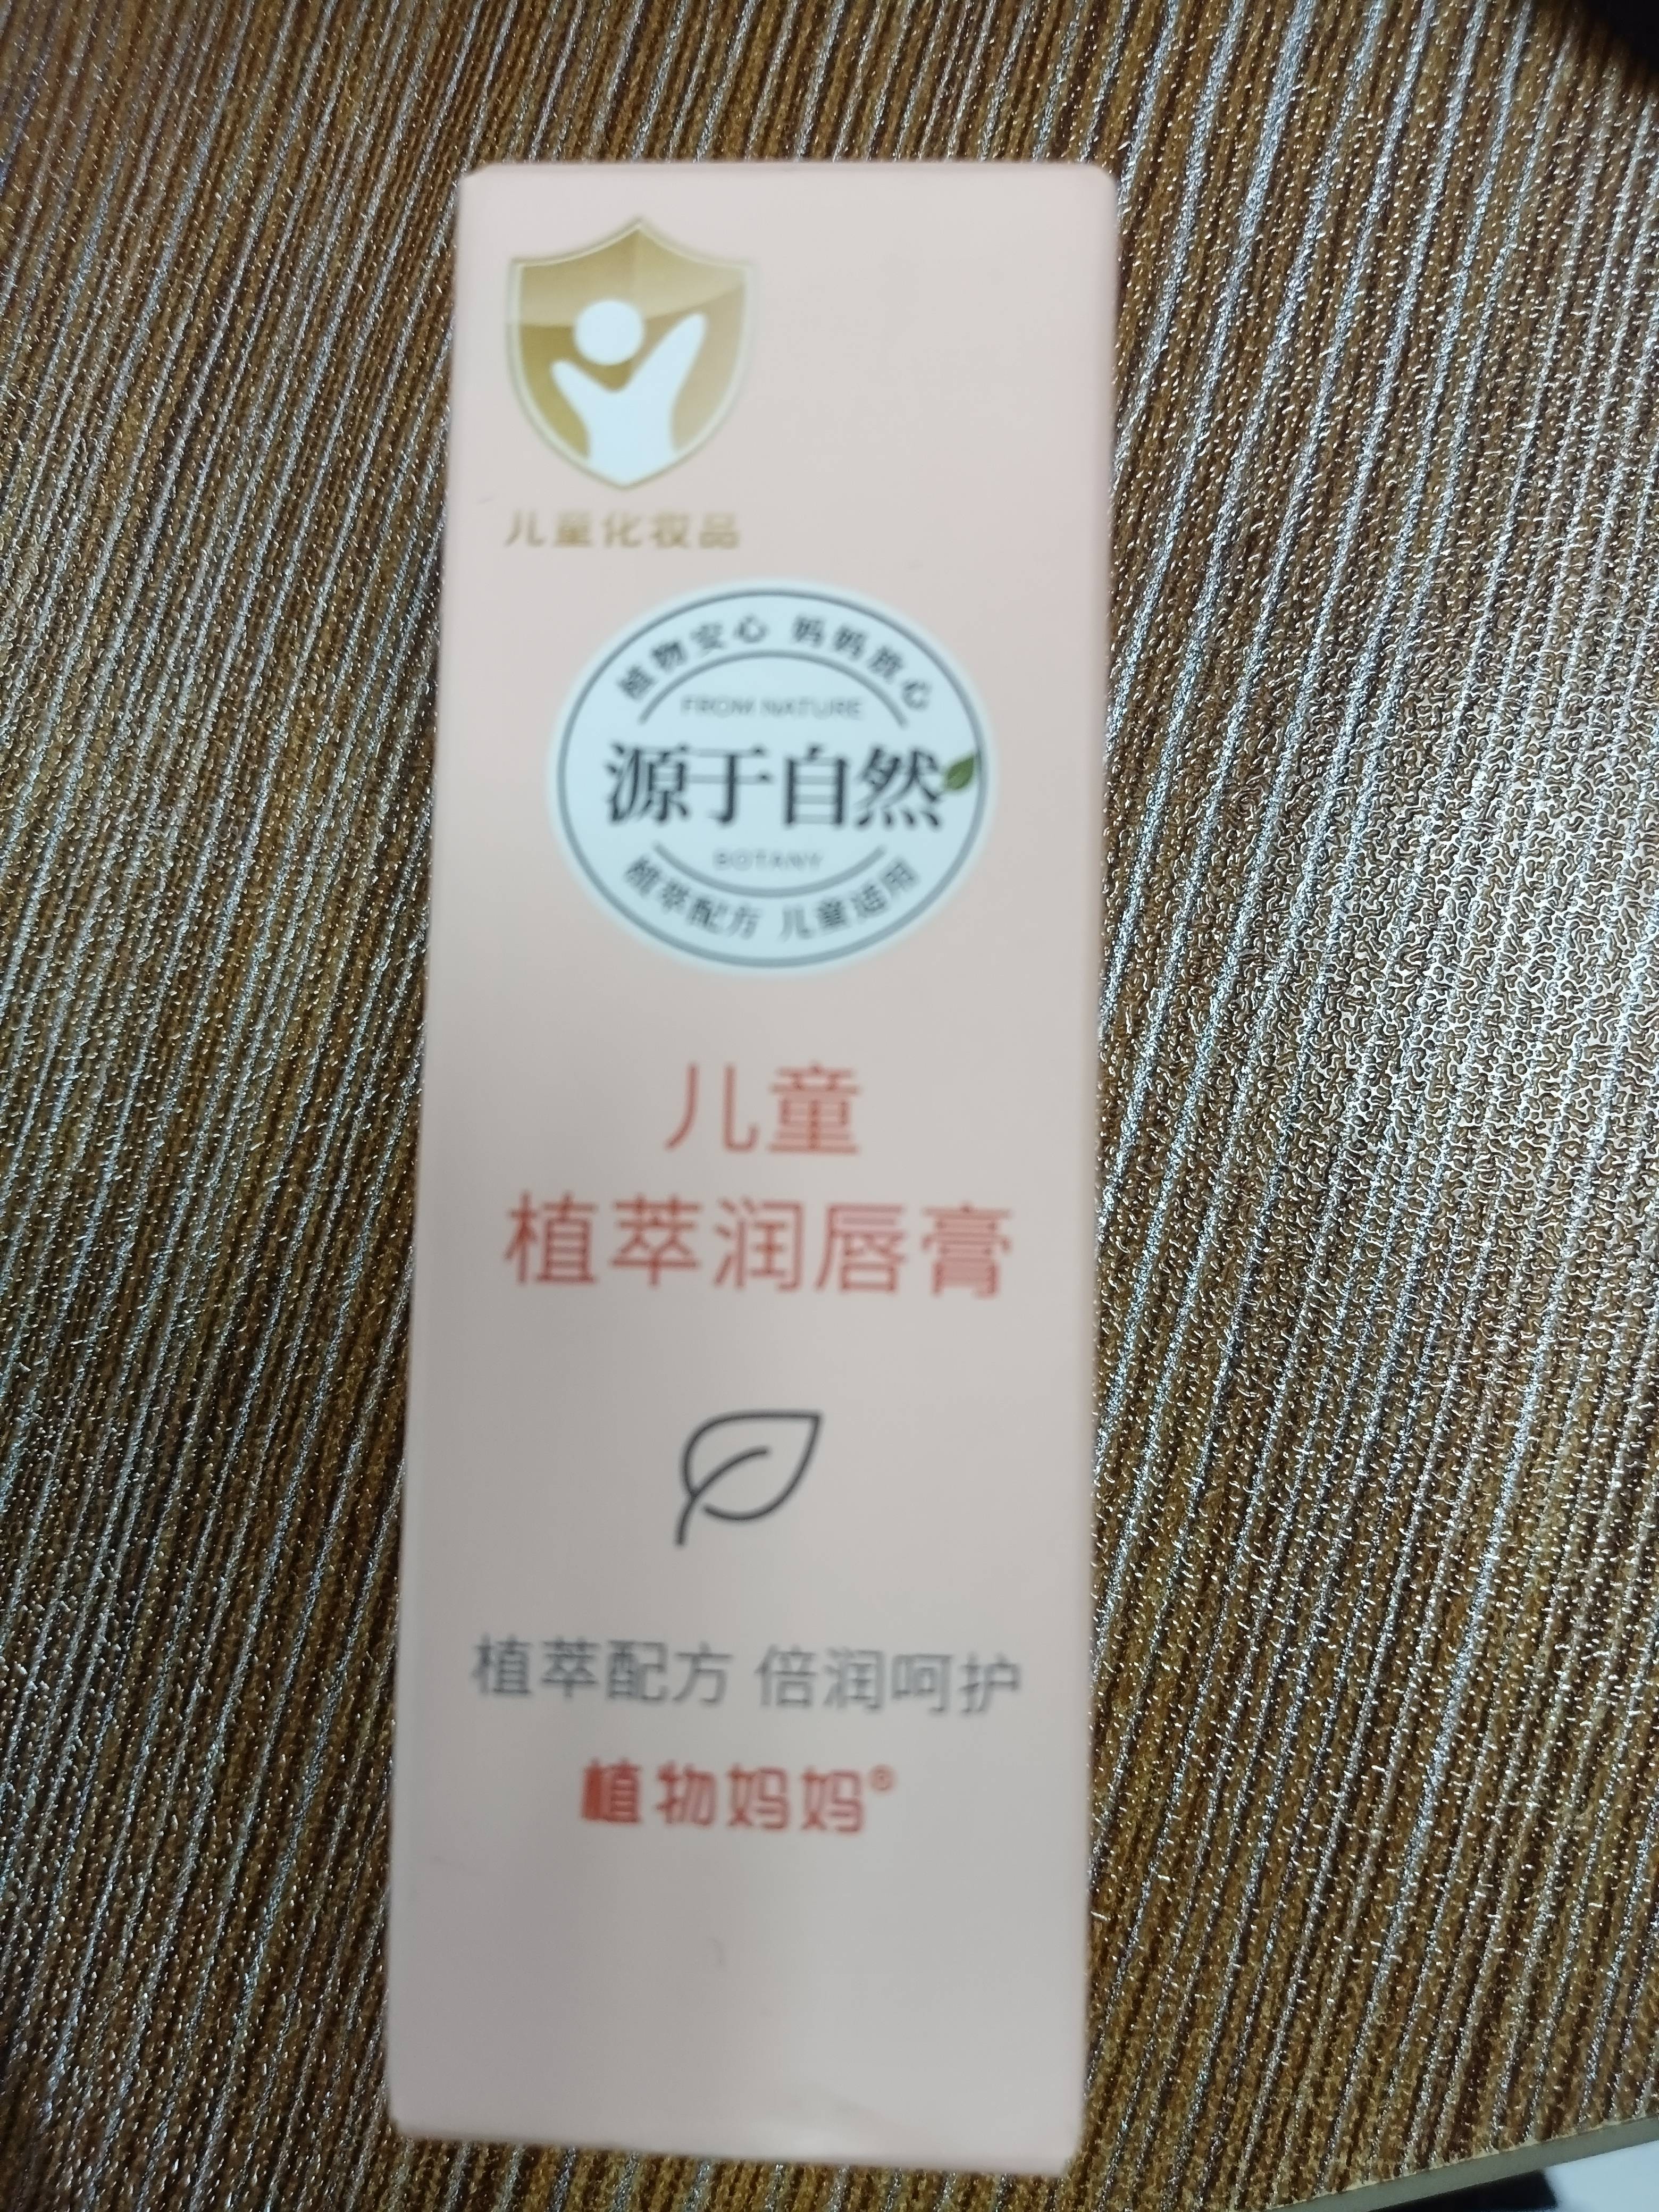 儿童化妆品
植物安心 妈妈放心
FROM NATURE
源于自然
BOTANY
植萃配方 儿童适用
儿童
植萃润唇膏
植萃配方 倍润呵护
植物妈妈®